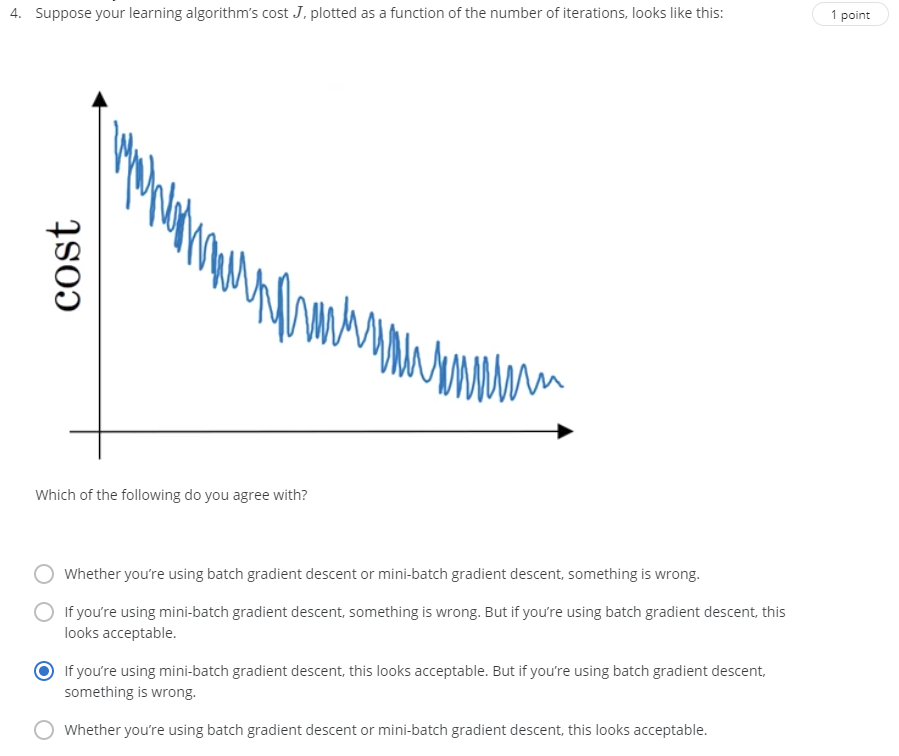 4. Suppose your learning algorithm's cost J, plotted as a function of the number of iterations, looks like this:
1 point
cost
Which of the following do you agree with?
Whether you're using batch gradient descent or mini-batch gradient descent, something is wrong.
If you're using mini-batch gradient descent, something is wrong. But if you're using batch gradient descent, this
looks acceptable.
If you're using mini-batch gradient descent, this looks acceptable. But if you're using batch gradient descent,
something is wrong.
Whether you're using batch gradient descent or mini-batch gradient descent, this looks acceptable.